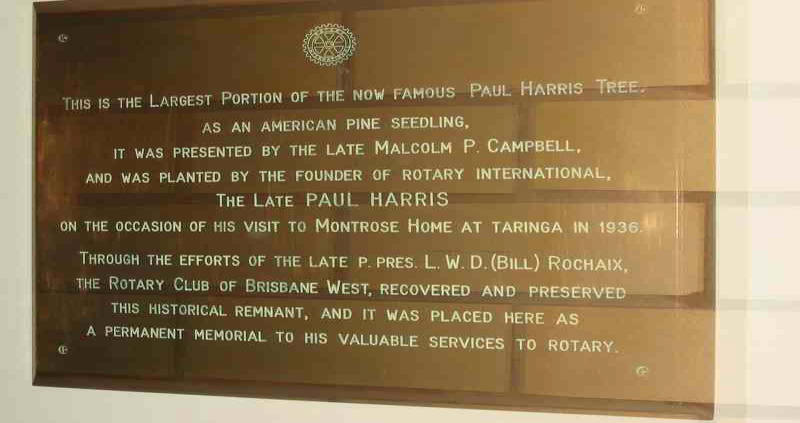 THIS IS THE LARGEST PORTION OF THE NOW FAMOUS PAUL HARRIS TREE.
AS AN AMERICAN PINE SEEDLING,
IT WAS PRESENTED BY THE LATE MALCOLM P. CAMPBELL,
AND WAS PLANTED BY THE FOUNDER OF ROTARY INTERNATIONAL,
THE LATE PAUL HARRIS
ON THE OCCASION OF HIS VISIT TO MONTROSE HOME AT TARINGA IN 1936.
THROUGH THE EFFORTS OF THE LATE P. PRES. L. W. D. (BILL) ROCHAIX,
THE ROTARY CLUB OF BRISBANE WEST, RECOVERED AND PRESERVED
THIS HISTORICAL REMNANT, AND IT WAS PLACED HERE AS
A PERMANENT MEMORIAL TO HIS VALUABLE SERVICES TO ROTARY.